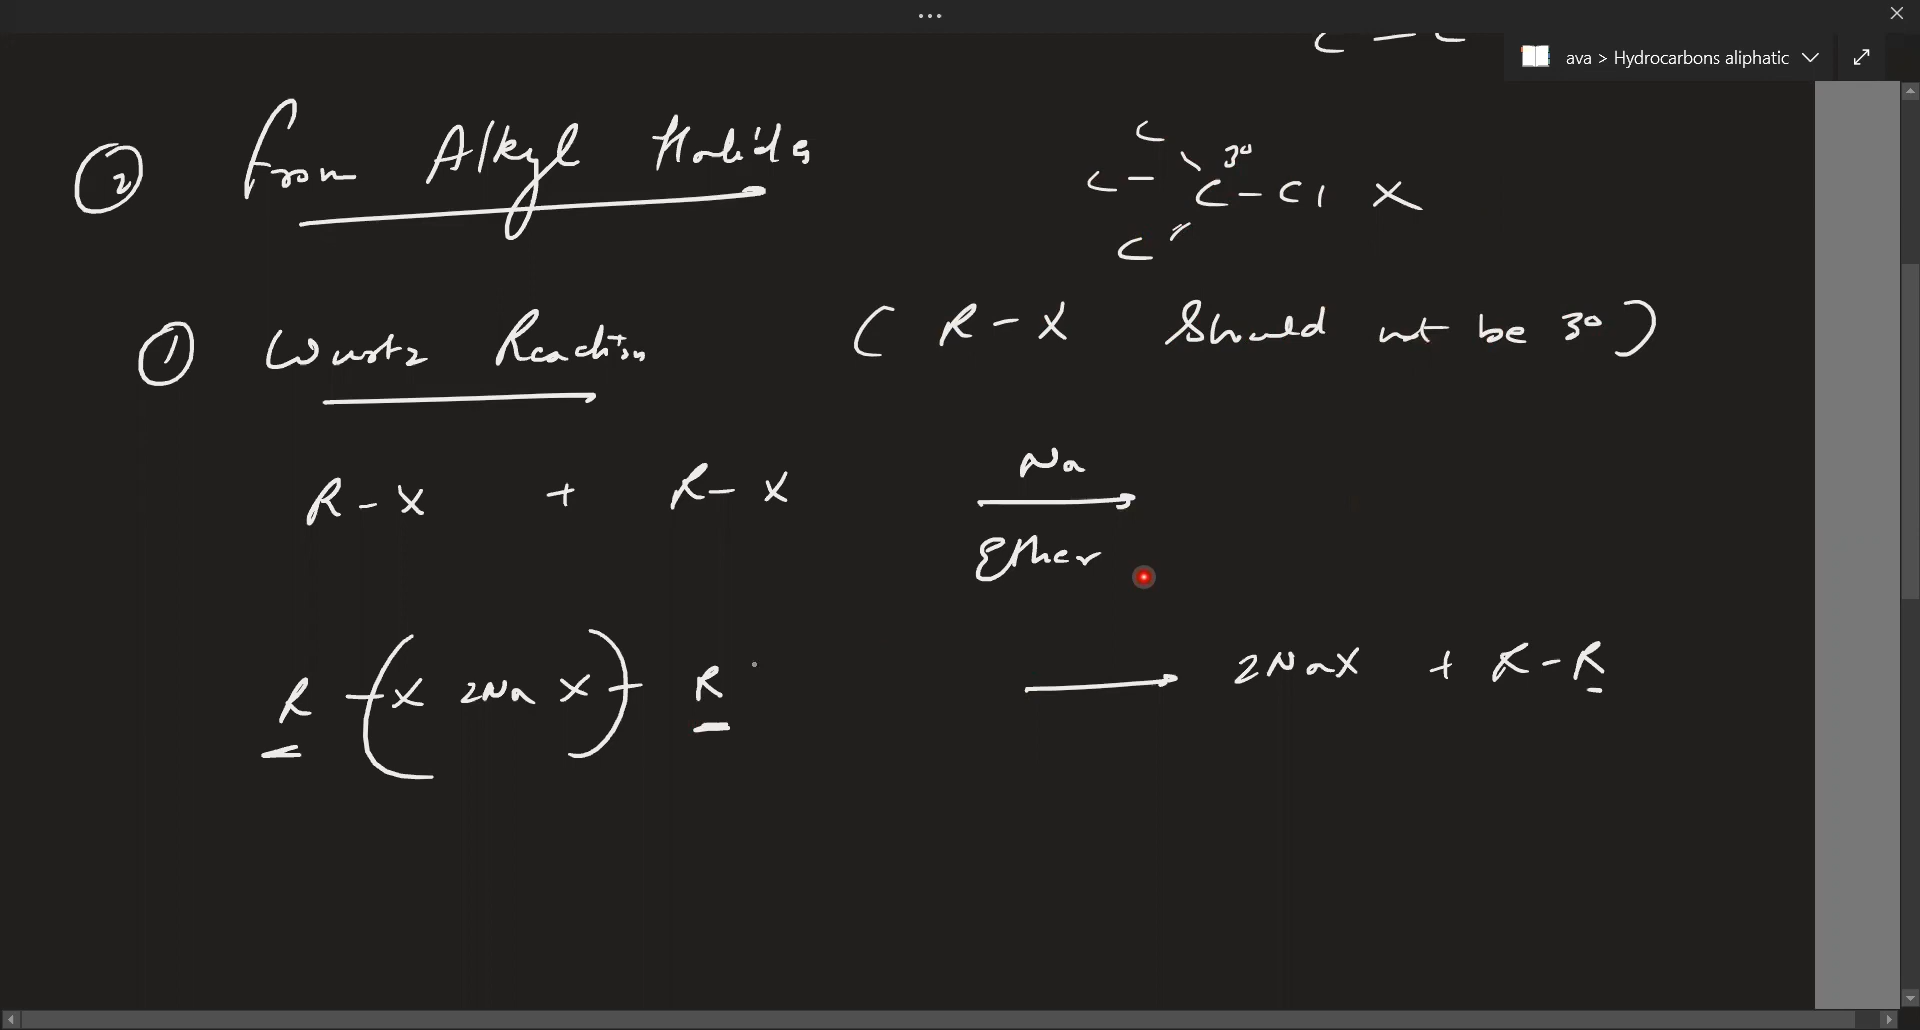 ava > Hydrocarbons aliphatic
C - C
② From Alkyl Halides
C
C - C - Cl X
3°
C
① Wurtz Reaction ( R - X Should not be 3° )
R - X + R - X Na
Ether
R - ( X 2Na X ) - R → 2NaX + R - R